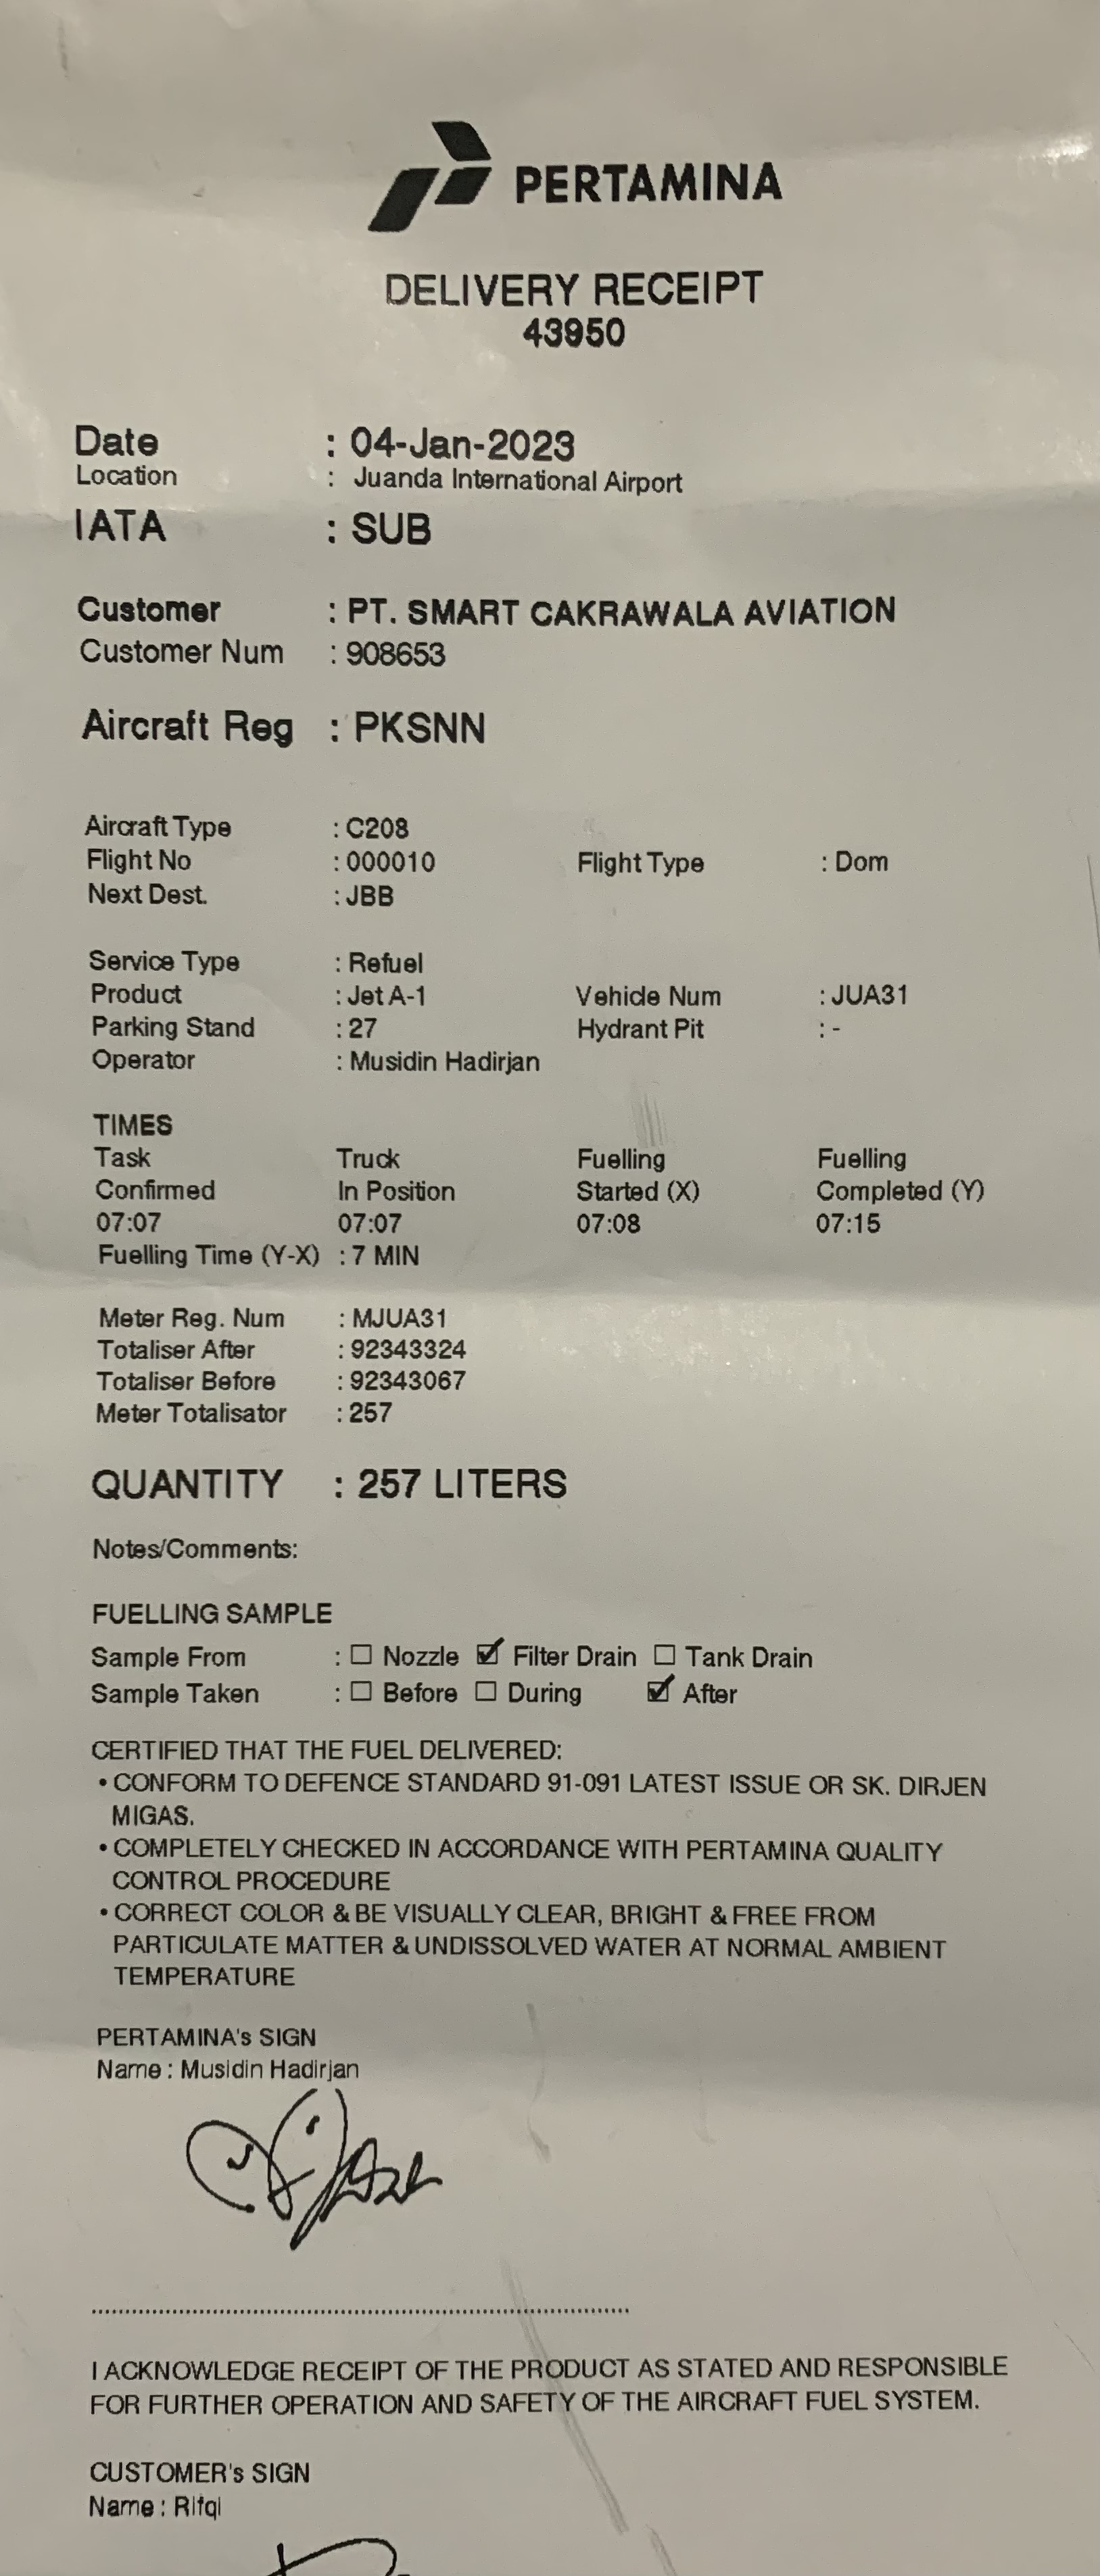 PERTAMINA
DELIVERY RECEIPT
43950
Date : 04-Jan-2023
Location : Juanda International Airport
IATA : SUB
Customer : PT. SMART CAKRAWALA AVIATION
Customer Num : 908653
Aircraft Reg : PKSNN
Aircraft Type : C208
Flight No : 000010 Flight Type : Dom
Next Dest. : JBB
Service Type : Refuel
Product : Jet A-1 Vehicle Num : JUA31
Parking Stand : 27 Hydrant Pit : -
Operator : Musidin Hadirjan
TIMES
Task Truck Fuelling Fuelling
Confirmed In Position Started (X) Completed (Y)
07:07 07:07 07:08 07:15
Fuelling Time (Y-X) : 7 MIN
Meter Reg. Num : MJUA31
Totaliser After : 92343324
Totaliser Before : 92343067
Meter Totalisator : 257
QUANTITY : 257 LITERS
Notes/Comments:
FUELLING SAMPLE
Sample From : ☐ Nozzle ☑ Filter Drain ☐ Tank Drain
Sample Taken : ☐ Before ☐ During ☑ After
CERTIFIED THAT THE FUEL DELIVERED:
• CONFORM TO DEFENCE STANDARD 91-091 LATEST ISSUE OR SK. DIRJEN
MIGAS.
• COMPLETELY CHECKED IN ACCORDANCE WITH PERTAMINA QUALITY
CONTROL PROCEDURE
• CORRECT COLOR & BE VISUALLY CLEAR, BRIGHT & FREE FROM
PARTICULATE MATTER & UNDISSOLVED WATER AT NORMAL AMBIENT
TEMPERATURE
PERTAMINA's SIGN
Name : Musidin Hadirjan
I ACKNOWLEDGE RECEIPT OF THE PRODUCT AS STATED AND RESPONSIBLE
FOR FURTHER OPERATION AND SAFETY OF THE AIRCRAFT FUEL SYSTEM.
CUSTOMER's SIGN
Name : Rifqi